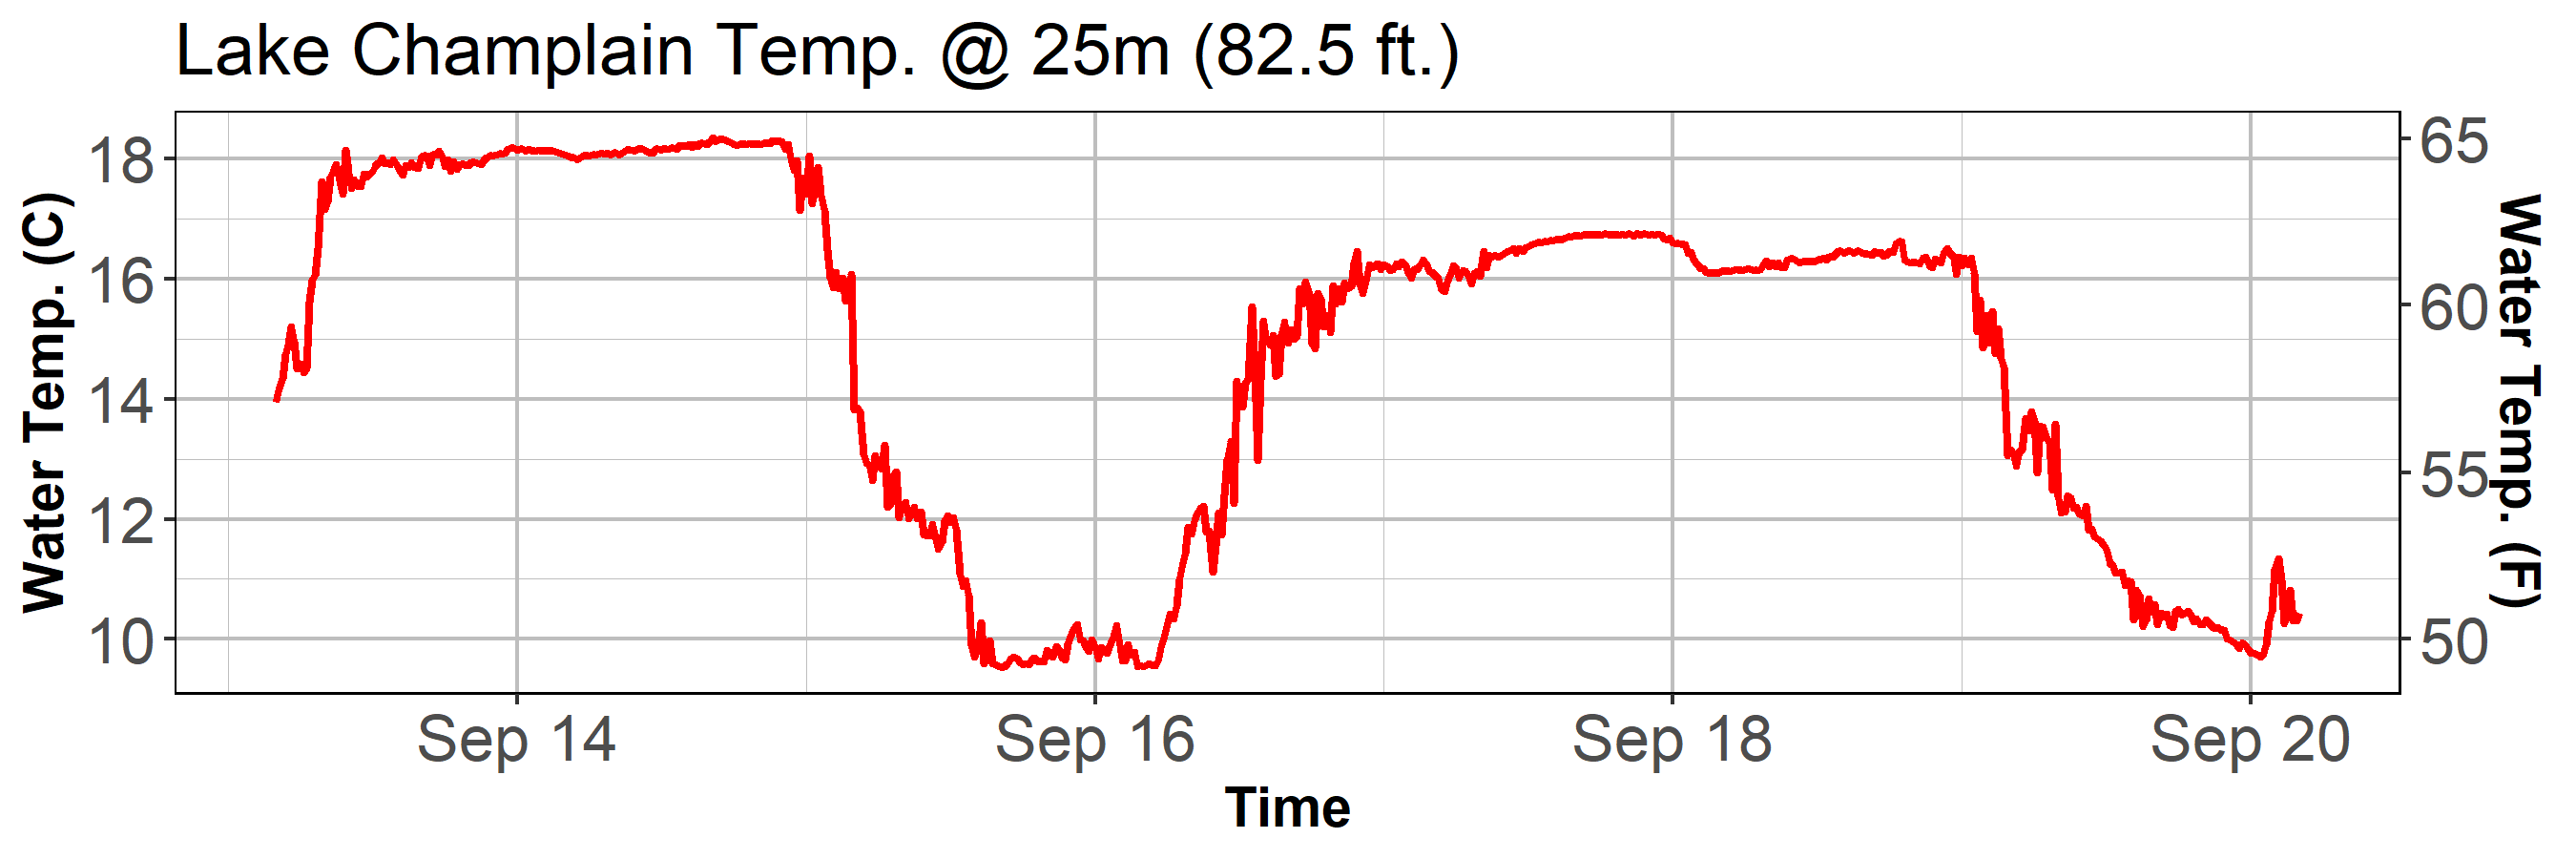 Lake Champlain Temp. @ 25m (82.5 ft.)
Water Temp. (C)
18
16
14
12
10
65
60
55
50
Water Temp. (F)
Sep 14
Sep 16
Sep 18
Sep 20
Time